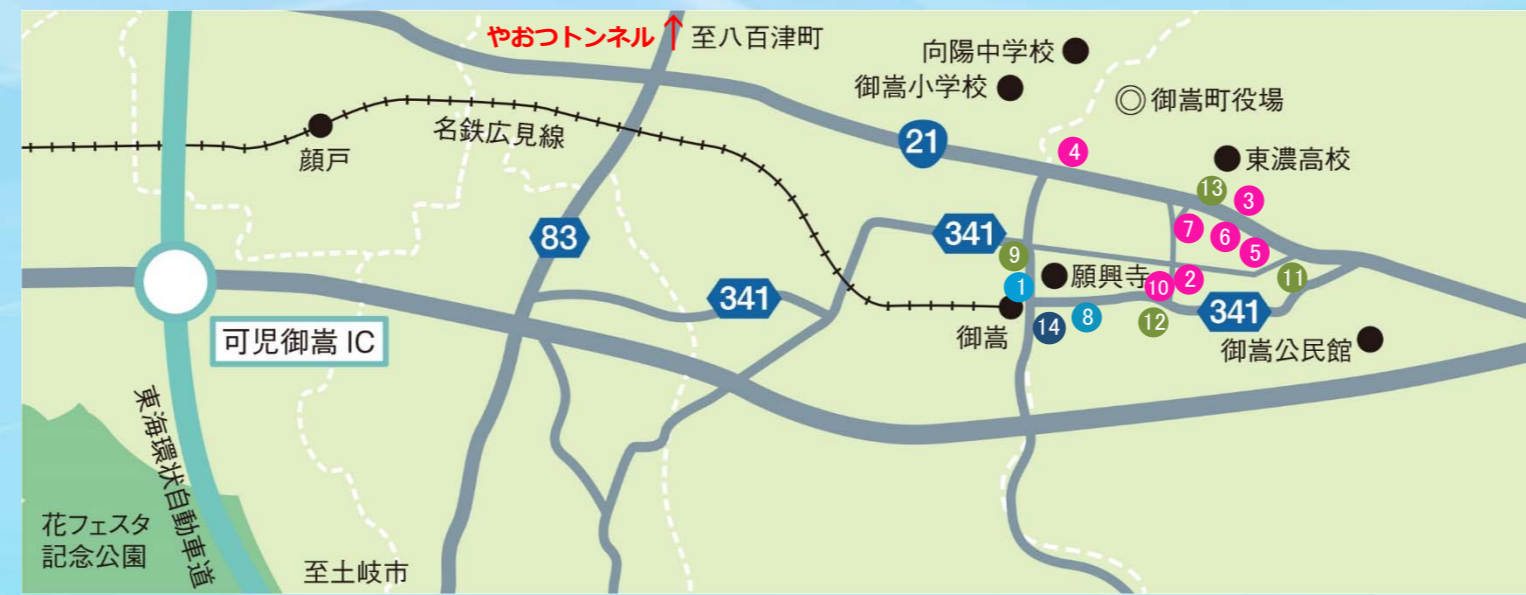 やおつトンネル ↑ 至八百津町
向陽中学校
御嵩小学校
御嵩町役場
名鉄広見線
顔戸
21
4
東濃高校
13
3
7
6
5
83
341
9
1
願興寺
10
2
11
341
14
8
12
341
御嵩
御嵩公民館
可児御嵩 IC
東海環状自動車道
花フェスタ
記念公園
至土岐市